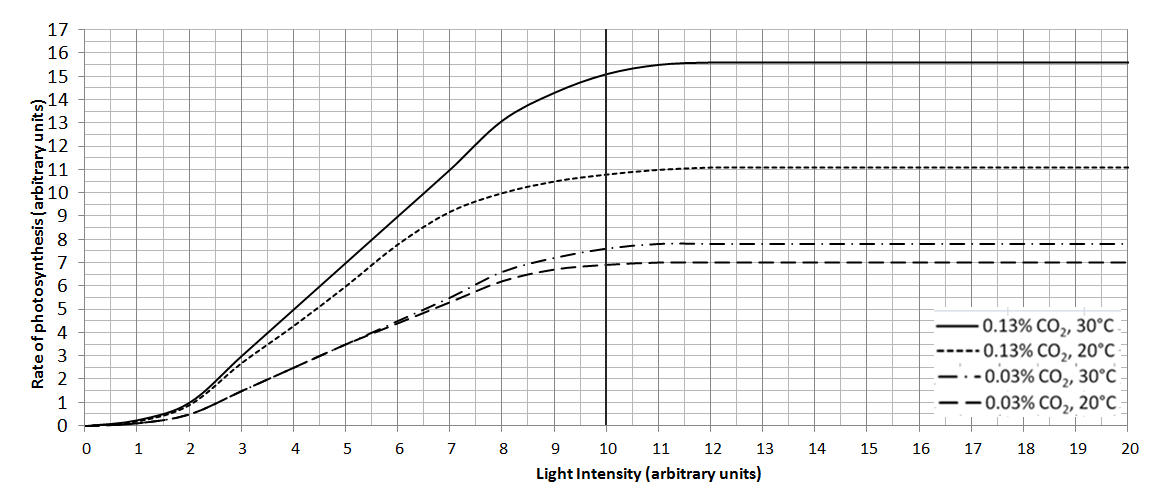 17
16
15
14
13
12
11
10
9
8
7
6
5
4
3
2
1
0
Rate of photosynthesis (arbitrary units)
0 1 2 3 4 5 6 7 8 9 10 11 12 13 14 15 16 17 18 19 20
Light Intensity (arbitrary units)
0.13% CO₂, 30°C
0.13% CO₂, 20°C
0.03% CO₂, 30°C
0.03% CO₂, 20°C